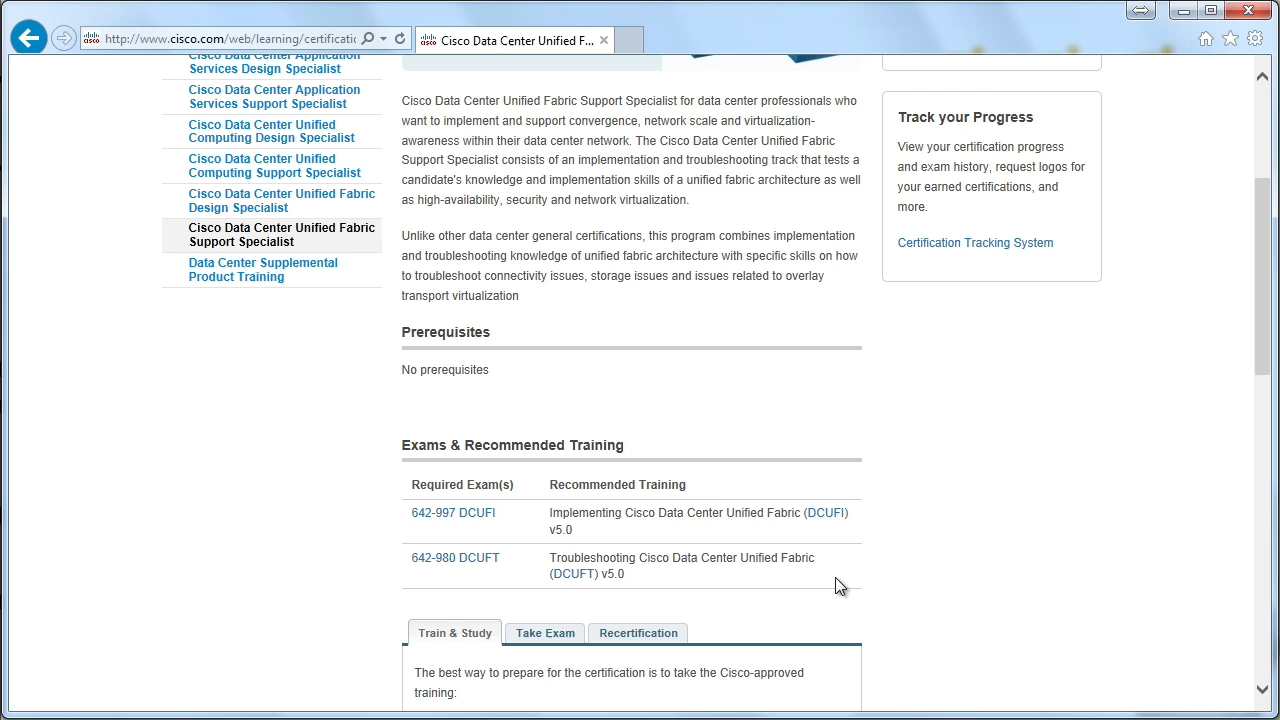 http://www.cisco.com/web/learning/certificatic
Cisco Data Center Unified F...
Cisco Data Center Application
Services Design Specialist
Cisco Data Center Application
Services Support Specialist
Cisco Data Center Unified
Computing Design Specialist
Cisco Data Center Unified
Computing Support Specialist
Cisco Data Center Unified Fabric
Design Specialist
Cisco Data Center Unified Fabric
Support Specialist
Data Center Supplemental
Product Training
Cisco Data Center Unified Fabric Support Specialist for data center professionals who
want to implement and support convergence, network scale and virtualization-
awareness within their data center network. The Cisco Data Center Unified Fabric
Support Specialist consists of an implementation and troubleshooting track that tests a
candidate's knowledge and implementation skills of a unified fabric architecture as well
as high-availability, security and network virtualization.
Unlike other data center general certifications, this program combines implementation
and troubleshooting knowledge of unified fabric architecture with specific skills on how
to troubleshoot connectivity issues, storage issues and issues related to overlay
transport virtualization
Prerequisites
No prerequisites
Exams & Recommended Training
Required Exam(s) Recommended Training
642-997 DCUFI Implementing Cisco Data Center Unified Fabric (DCUFI)
v5.0
642-980 DCUFT Troubleshooting Cisco Data Center Unified Fabric
(DCUFT) v5.0
Train & Study Take Exam Recertification
The best way to prepare for the certification is to take the Cisco-approved
training:
Track your Progress
View your certification progress
and exam history, request logos for
your earned certifications, and
more.
Certification Tracking System